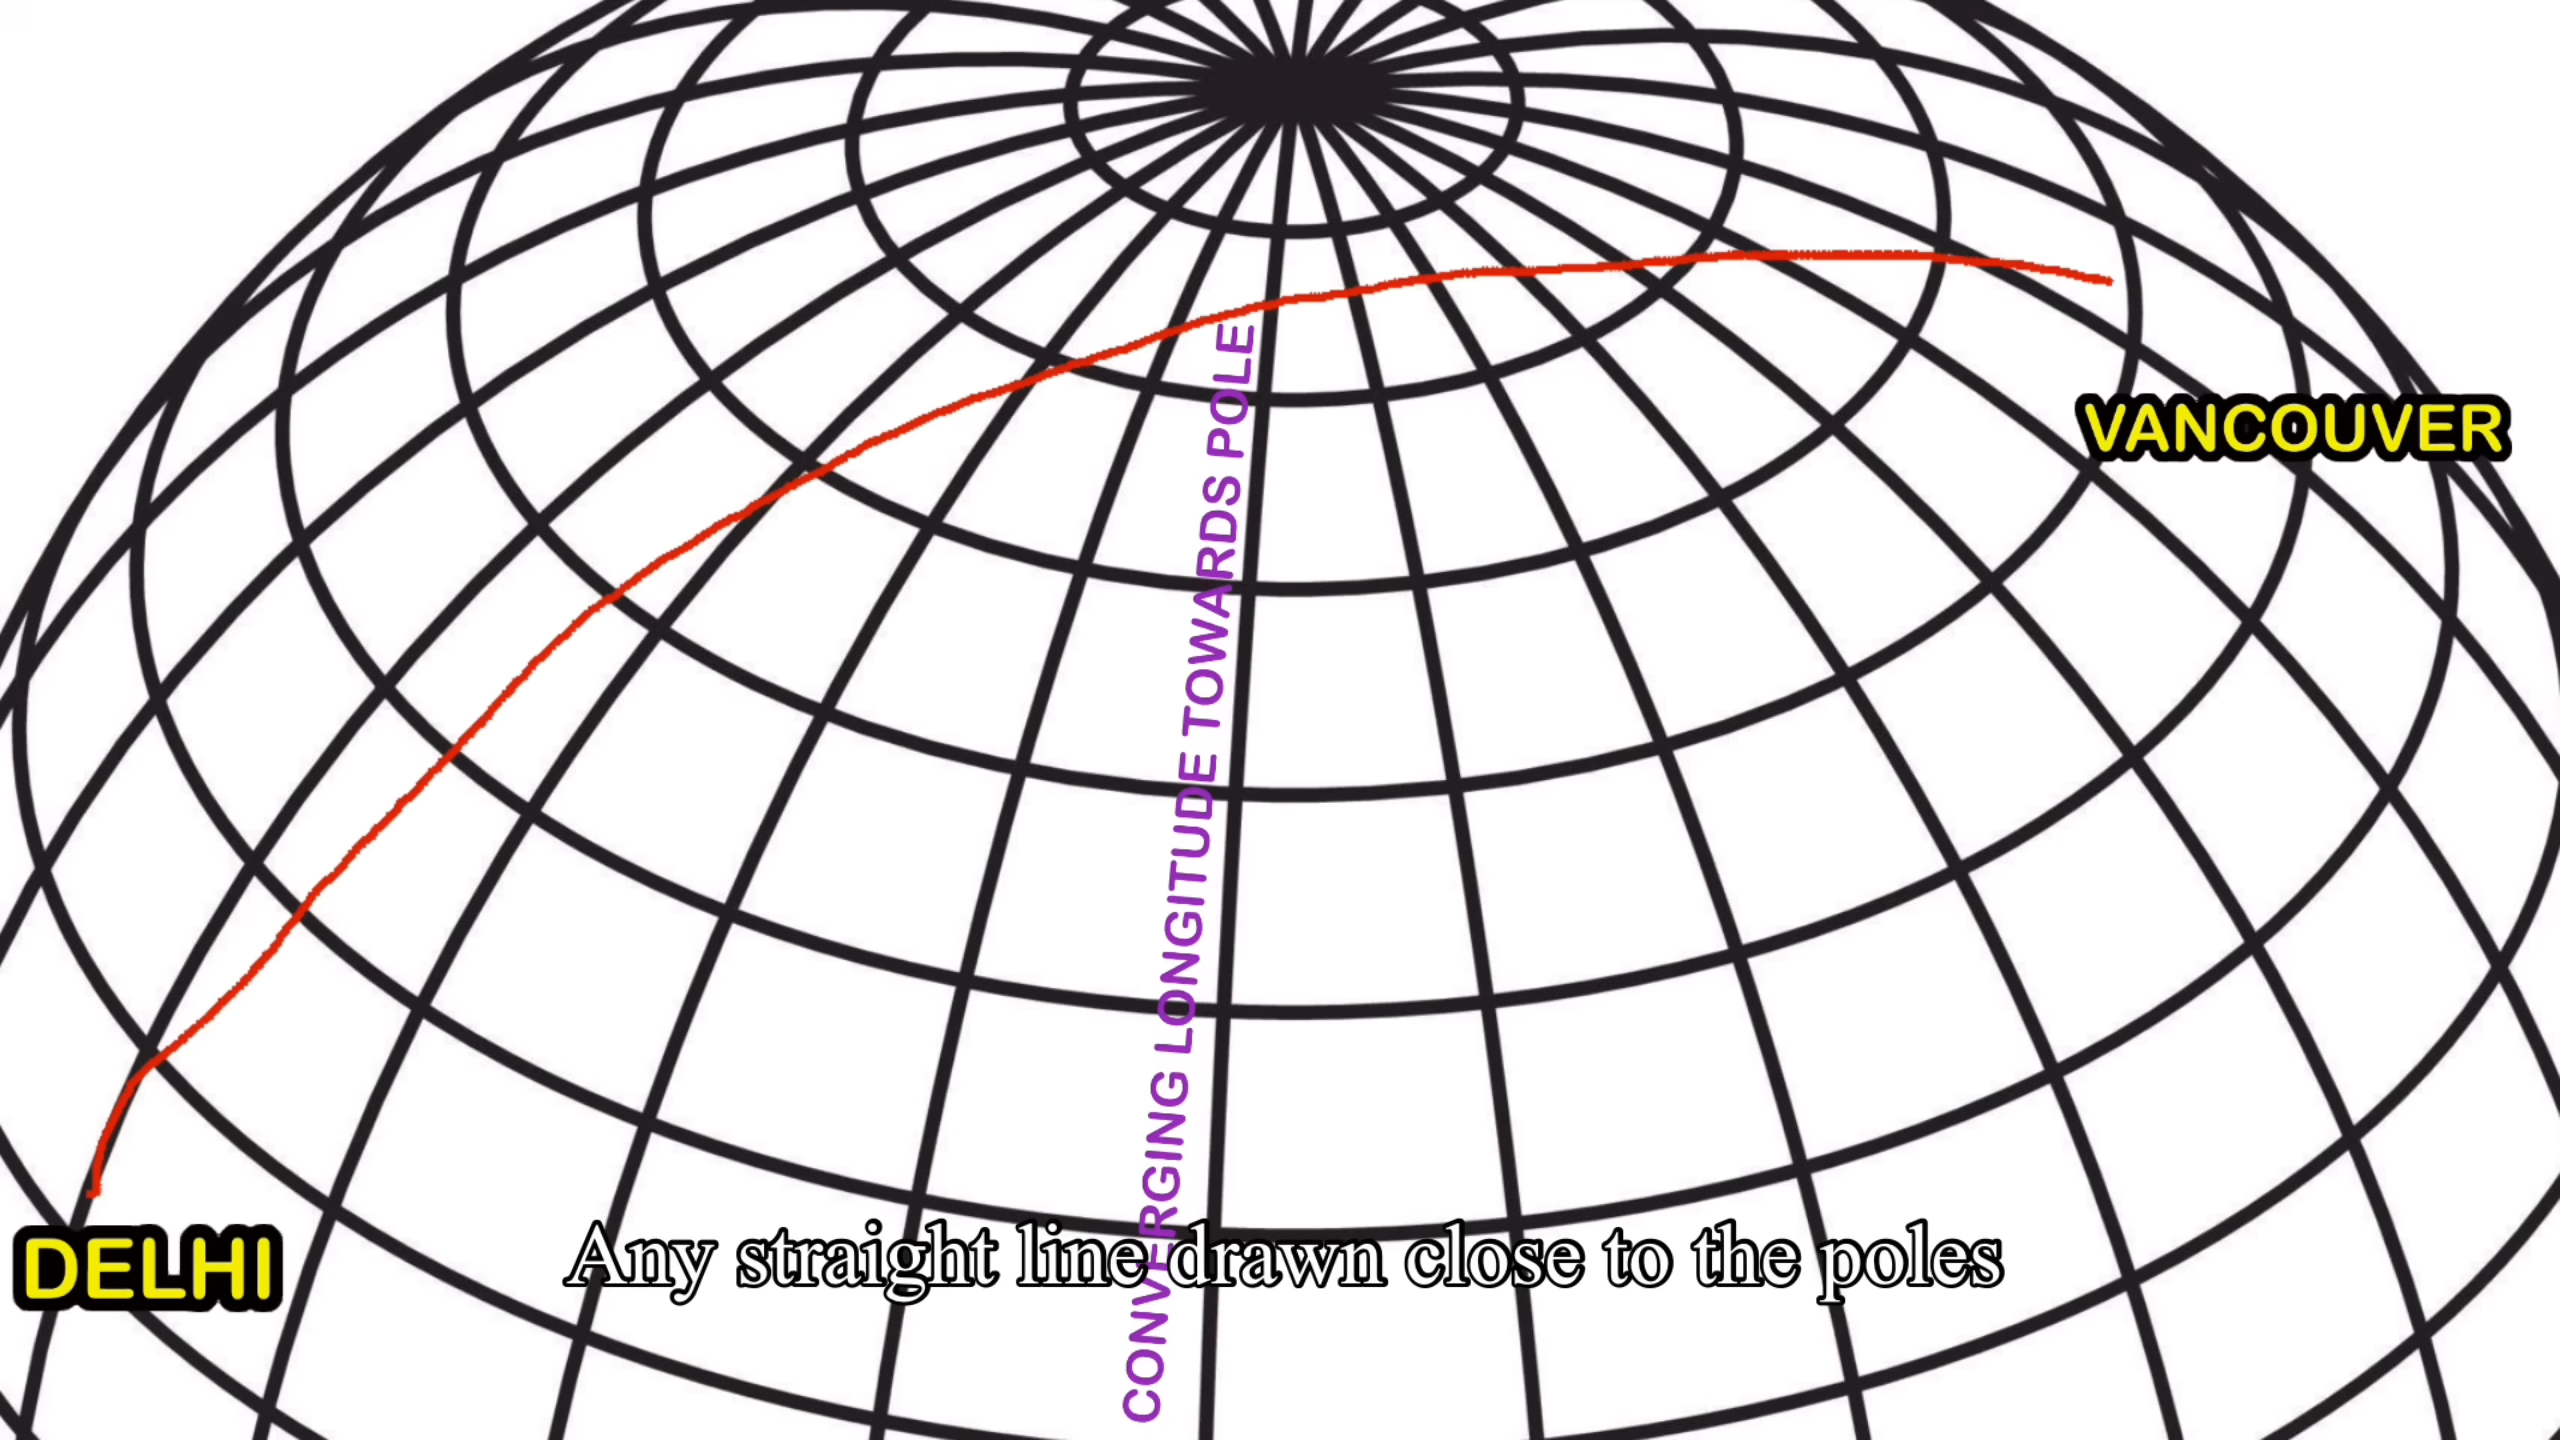 VANCOUVER
CONVERGING LONGITUDE TOWARDS POLE
DELHI
Any straight line drawn close to the poles